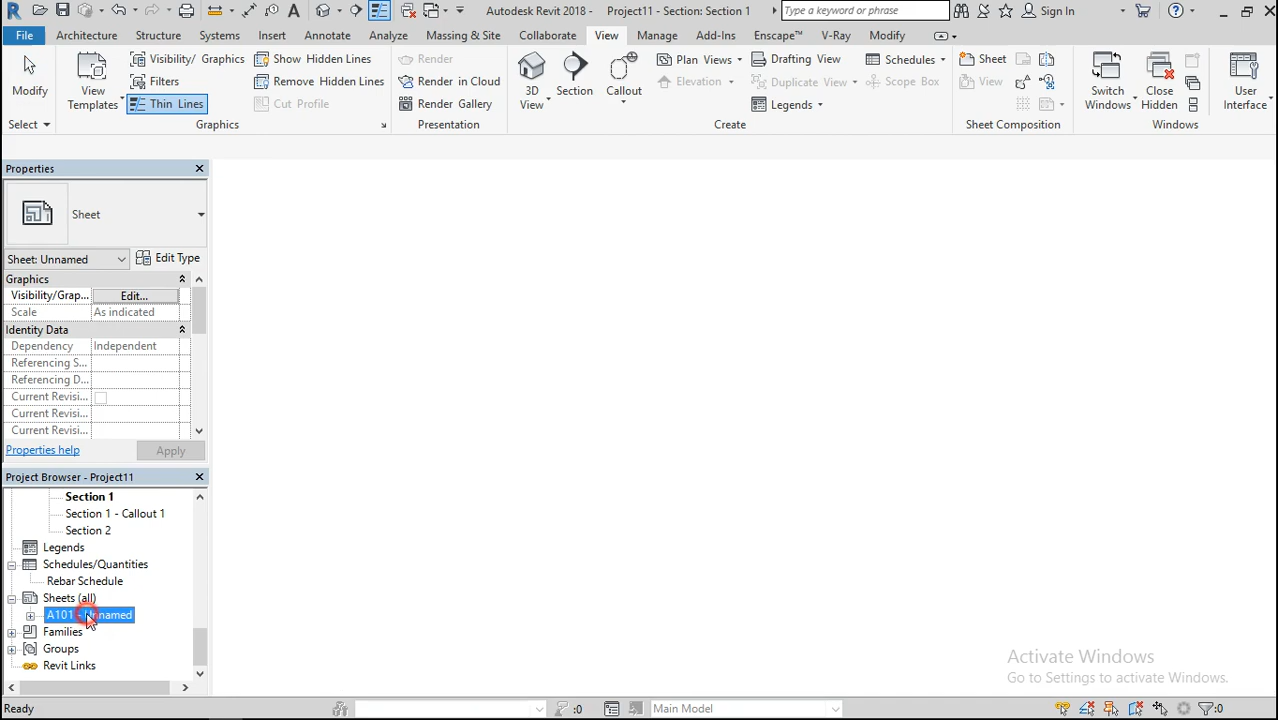 Autodesk Revit 2018 - Project11 - Section: Section 1 Type a keyword or phrase Sign In
File Architecture Structure Systems Insert Annotate Analyze Massing & Site Collaborate View Manage Add-Ins Enscape™ V-Ray Modify
Modify
View Templates
Visibility/ Graphics
Filters
Thin Lines
Show Hidden Lines
Remove Hidden Lines
Cut Profile
Render
Render in Cloud
Render Gallery
3D View
Section
Callout
Plan Views
Elevation
Drafting View
Duplicate View
Legends
Schedules
Scope Box
Sheet
View
Switch Windows
Close Hidden
User Interface
Select Graphics Presentation Create Sheet Composition Windows
Properties
Sheet
Sheet: Unnamed Edit Type
Graphics
Visibility/Grap... Edit...
Scale As indicated
Identity Data
Dependency Independent
Referencing S...
Referencing D...
Current Revisi...
Current Revisi...
Current Revisi...
Properties help Apply
Project Browser - Project11
Section 1
Section 1 - Callout 1
Section 2
Legends
Schedules/Quantities
Rebar Schedule
Sheets (all)
A101 - Unnamed
Families
Groups
Revit Links
Activate Windows
Go to Settings to activate Windows.
Ready :0 Main Model :0